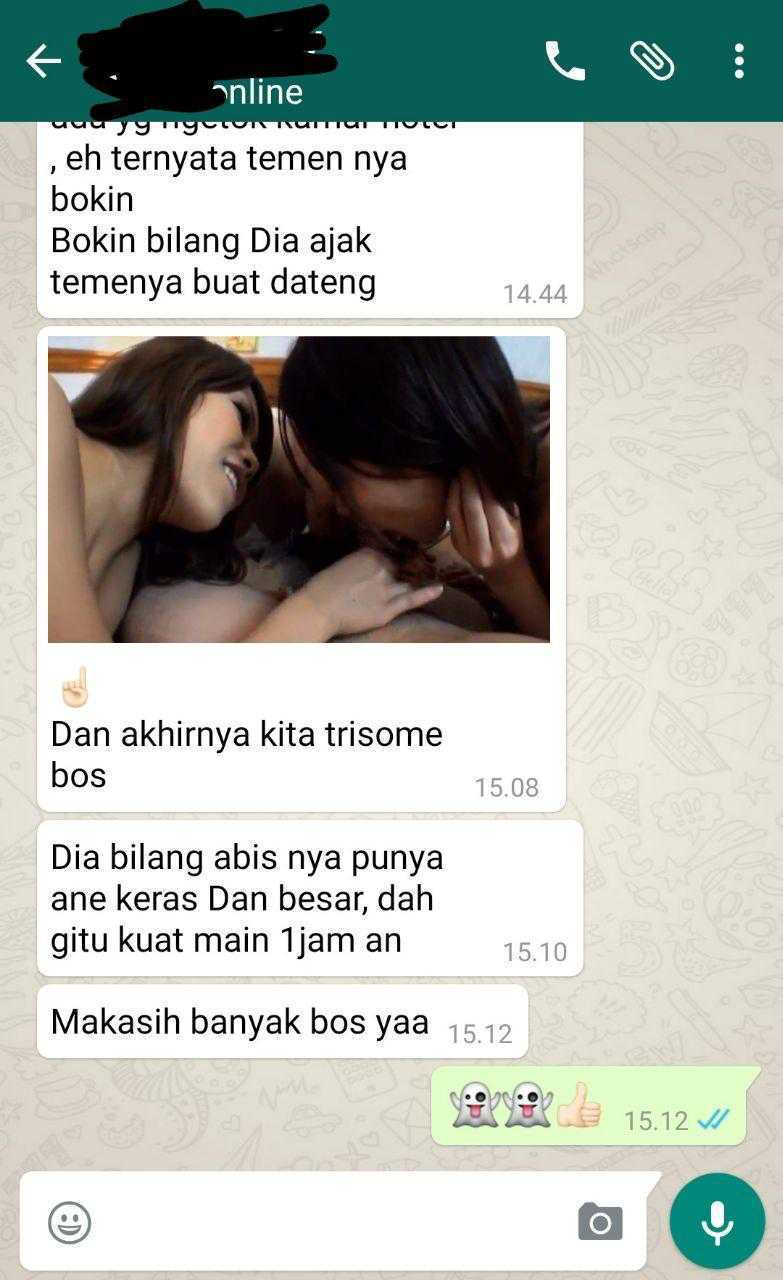 online
, eh ternyata temen nya
bokin
Bokin bilang Dia ajak
temenya buat dateng
14.44
☝🏻
Dan akhirnya kita trisome
bos
15.08
Dia bilang abis nya punya
ane keras Dan besar, dah
gitu kuat main 1jam an
15.10
Makasih banyak bos yaa
15.12
👻👻👍🏻
15.12